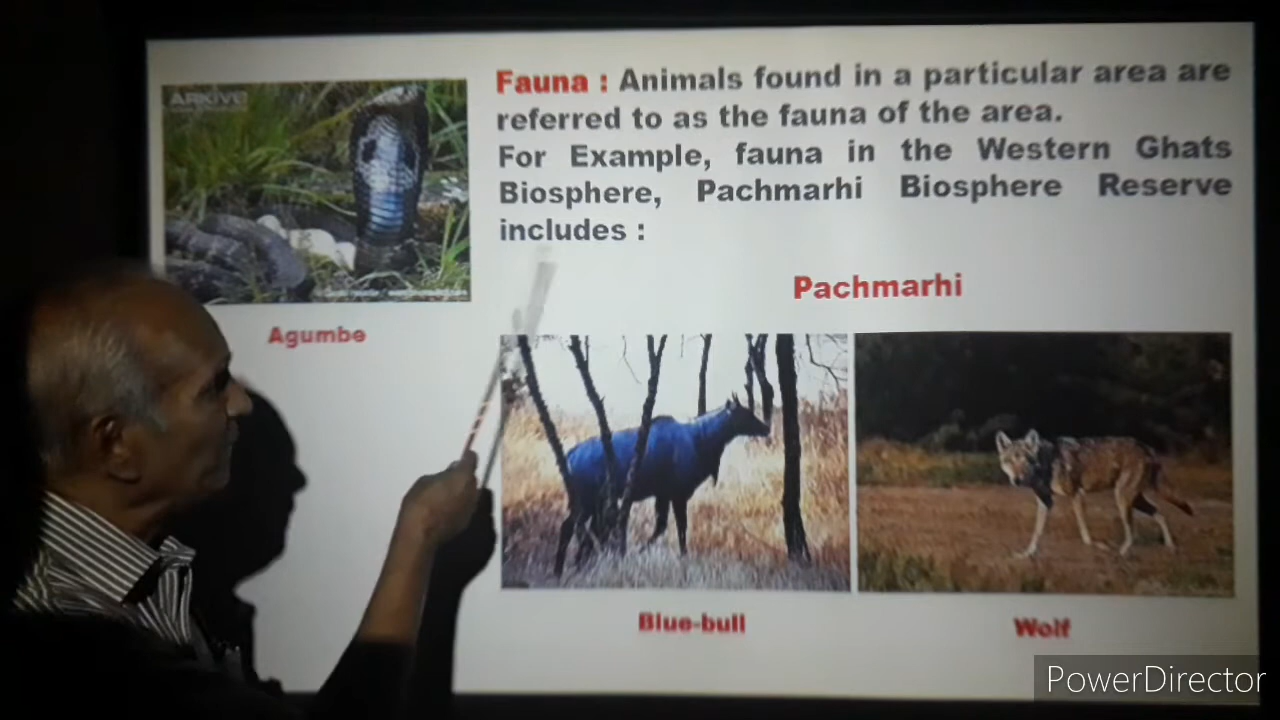 ARKIVE
Fauna : Animals found in a particular area are
referred to as the fauna of the area.
For Example, fauna in the Western Ghats
Biosphere, Pachmarhi Biosphere Reserve
includes :
Pachmarhi
Agumbe
Blue-bull
Wolf
PowerDirector